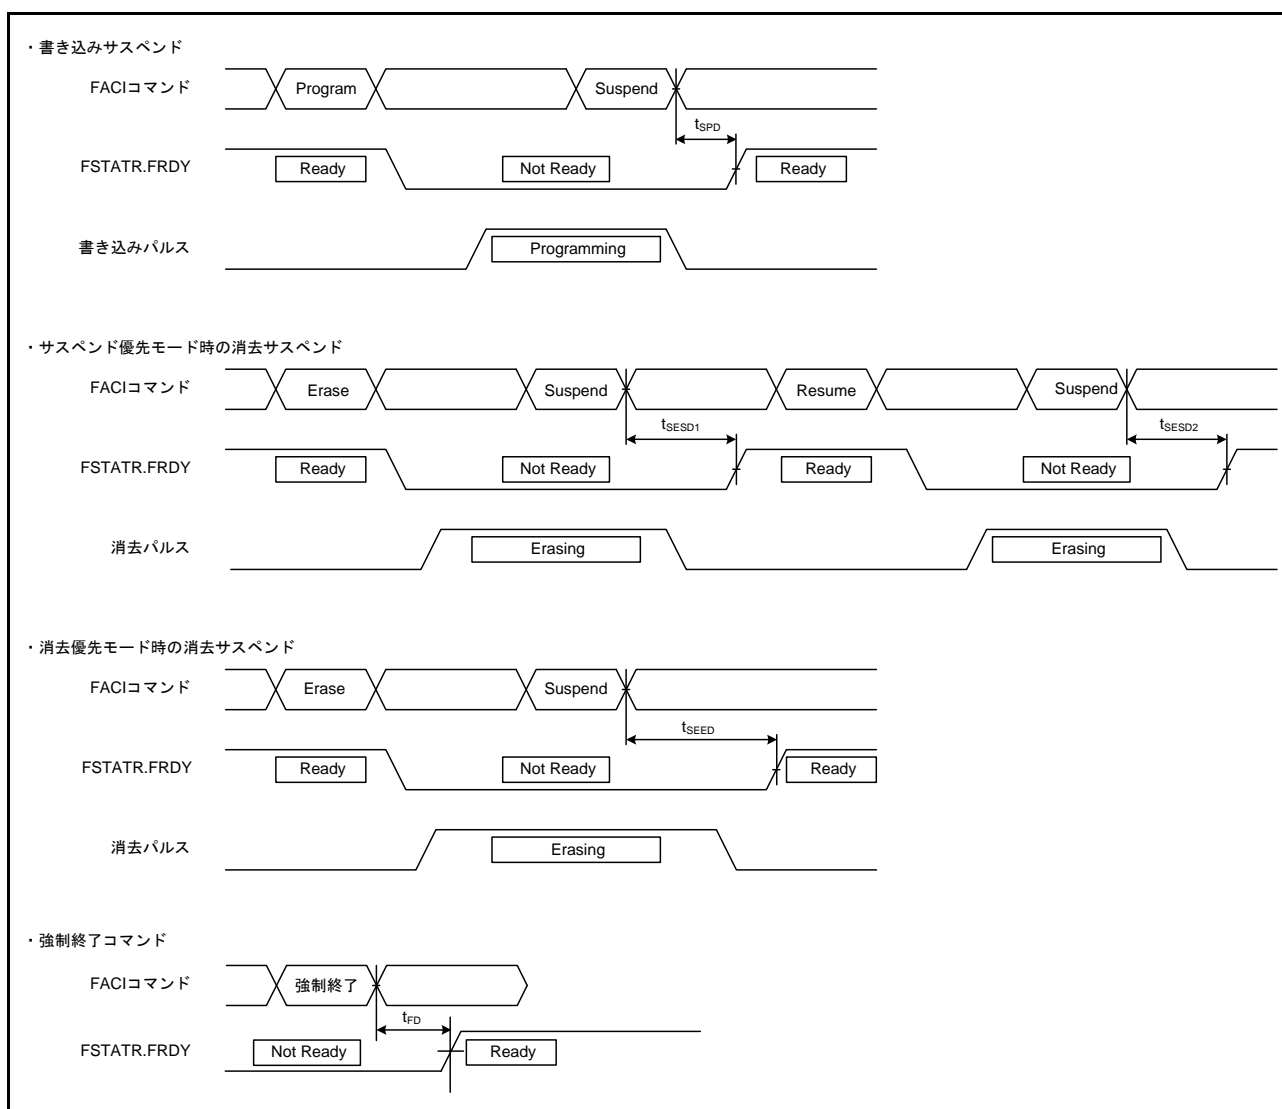 ・書き込みサスペンド
FACIコマンド
Program
Suspend
tSPD
FSTATR.FRDY
Ready
Not Ready
Ready
書き込みパルス
Programming
・サスペンド優先モード時の消去サスペンド
FACIコマンド
Erase
Suspend
Resume
Suspend
tSESD1
tSESD2
FSTATR.FRDY
Ready
Not Ready
Ready
Not Ready
消去パルス
Erasing
Erasing
・消去優先モード時の消去サスペンド
FACIコマンド
Erase
Suspend
tSEED
FSTATR.FRDY
Ready
Not Ready
Ready
消去パルス
Erasing
・強制終了コマンド
FACIコマンド
強制終了
tFD
FSTATR.FRDY
Not Ready
Ready